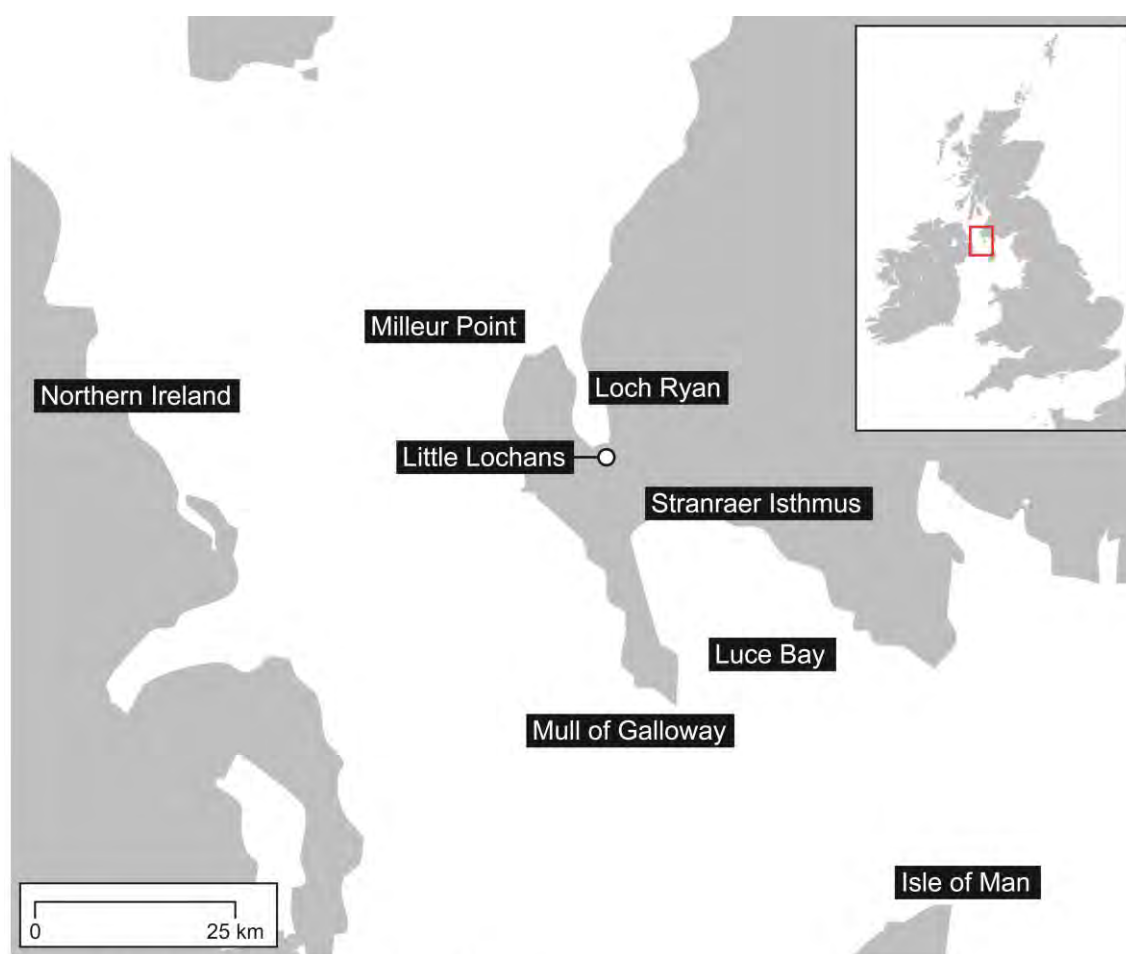 Milleur Point
Northern Ireland
Loch Ryan
Little Lochans
Stranraer Isthmus
Luce Bay
Mull of Galloway
Isle of Man
0 25 km